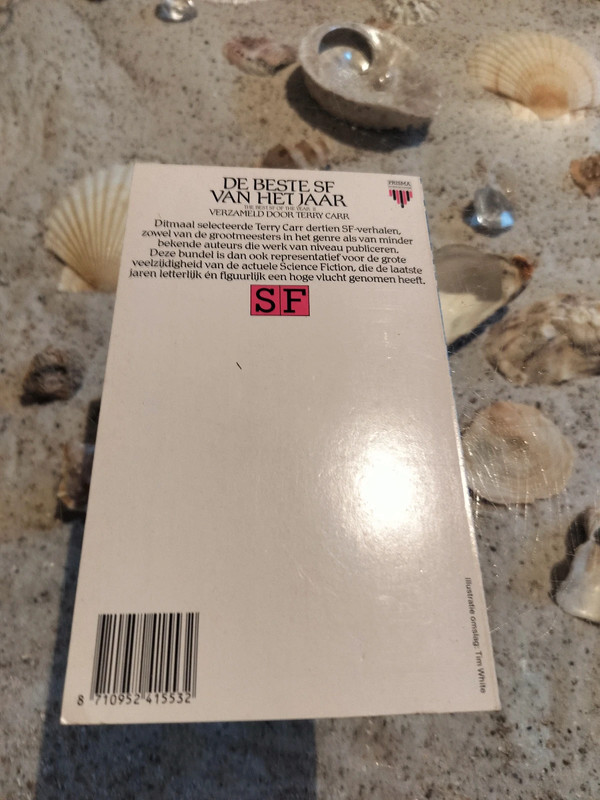 DE BESTE SF
VAN HET JAAR
PRISMA
THE BEST SF OF THE YEAR
VERZAMELD DOOR TERRY CARR
Ditmaal selecteerde Terry Carr dertien SF-verhalen,
zowel van de grootmeesters in het genre als van minder
bekende auteurs die werk van niveau publiceren.
Deze bundel is dan ook representatief voor de grote
veelzijdigheid van de actuele Science Fiction, die de laatste
jaren letterlijk én figuurlijk een hoge vlucht genomen heeft.
SF
illustratie omslag: Tim White
8 710952 415532